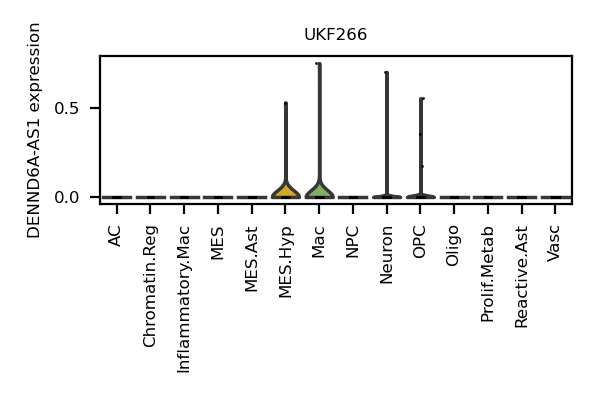 UKF266
DENND6A-AS1 expression
0.5
0.0
AC
Chromatin.Reg
Inflammatory.Mac
MES
MES.Ast
MES.Hyp
Mac
NPC
Neuron
OPC
Oligo
Prolif.Metab
Reactive.Ast
Vasc